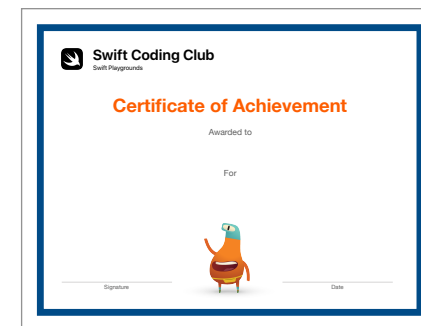 Swift Coding Club
Swift Playgrounds
Certificate of Achievement
Awarded to
For
Signature
Date